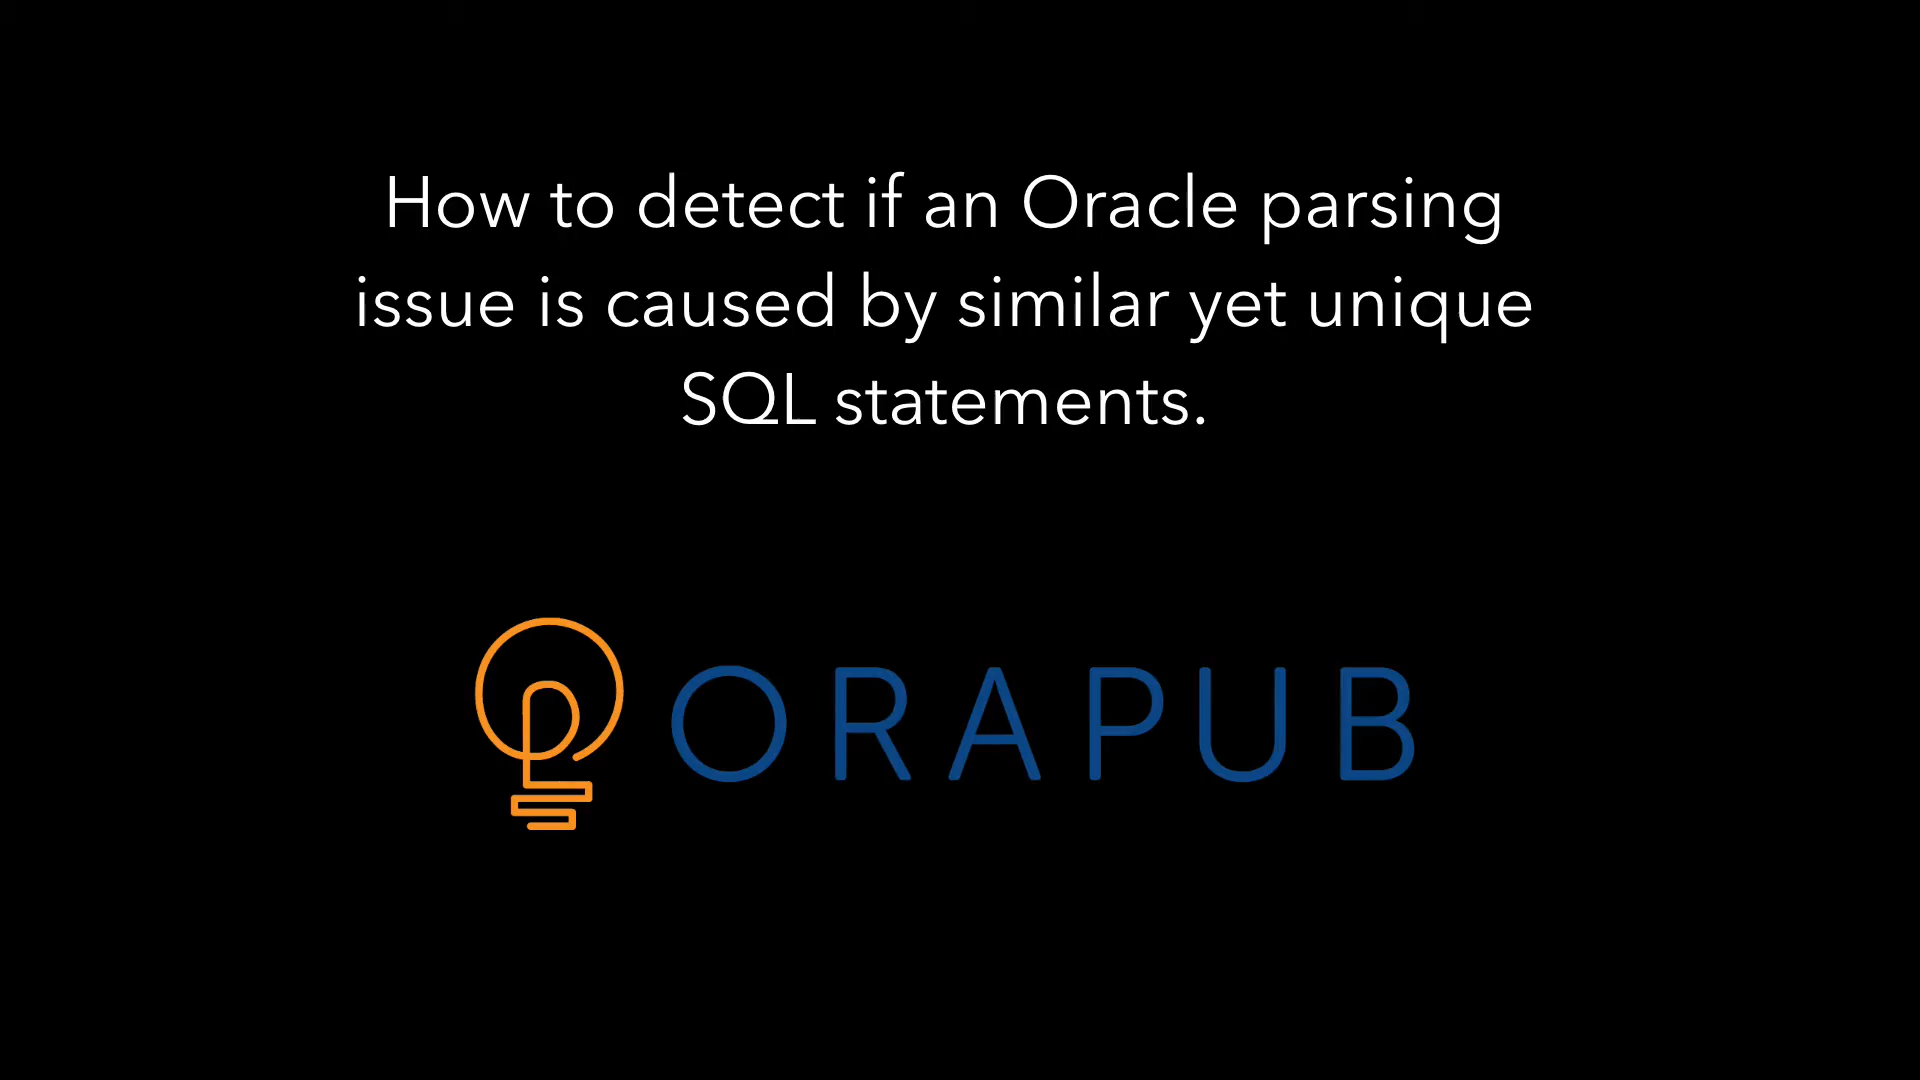 How to detect if an Oracle parsing
issue is caused by similar yet unique
SQL statements.
ORAPUB